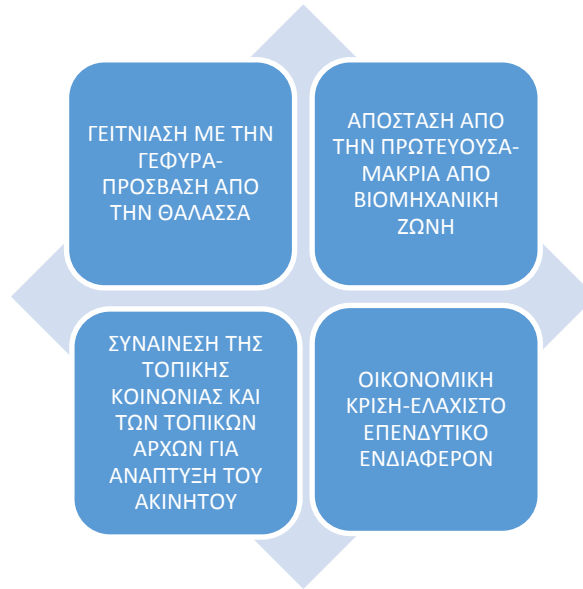 ΓΕΙΤΝΙΑΣΗ ΜΕ ΤΗΝ
ΓΕΦΥΡΑ-
ΠΡΟΣΒΑΣΗ ΑΠΟ
ΤΗΝ ΘΑΛΑΣΣΑ
ΑΠΟΣΤΑΣΗ ΑΠΟ
ΤΗΝ ΠΡΩΤΕΥΟΥΣΑ-
ΜΑΚΡΙΑ ΑΠΟ
ΒΙΟΜΗΧΑΝΙΚΗ
ΖΩΝΗ
ΣΥΝΑΙΝΕΣΗ ΤΗΣ
ΤΟΠΙΚΗΣ
ΚΟΙΝΩΝΙΑΣ ΚΑΙ
ΤΩΝ ΤΟΠΙΚΩΝ
ΑΡΧΩΝ ΓΙΑ
ΑΝΑΠΤΥΞΗ ΤΟΥ
ΑΚΙΝΗΤΟΥ
ΟΙΚΟΝΟΜΙΚΗ
ΚΡΙΣΗ-ΕΛΑΧΙΣΤΟ
ΕΠΕΝΔΥΤΙΚΟ
ΕΝΔΙΑΦΕΡΟΝ